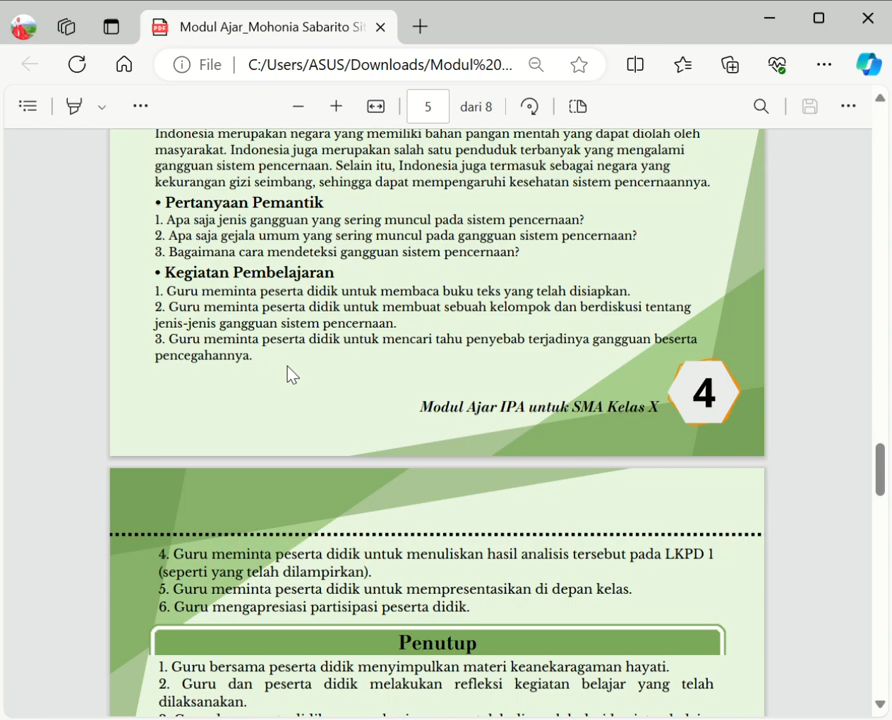 Modul Ajar_Mohonia Sabarito Sit
File
C:/Users/ASUS/Downloads/Modul%20...
5
dari 8
Indonesia merupakan negara yang memiliki bahan pangan mentah yang dapat diolah oleh
masyarakat. Indonesia juga merupakan salah satu penduduk terbanyak yang mengalami
gangguan sistem pencernaan. Selain itu, Indonesia juga termasuk sebagai negara yang
kekurangan gizi seimbang, sehingga dapat mempengaruhi kesehatan sistem pencernaannya.
• Pertanyaan Pemantik
1. Apa saja jenis gangguan yang sering muncul pada sistem pencernaan?
2. Apa saja gejala umum yang sering muncul pada gangguan sistem pencernaan?
3. Bagaimana cara mendeteksi gangguan sistem pencernaan?
• Kegiatan Pembelajaran
1. Guru meminta peserta didik untuk membaca buku teks yang telah disiapkan.
2. Guru meminta peserta didik untuk membuat sebuah kelompok dan berdiskusi tentang
jenis-jenis gangguan sistem pencernaan.
3. Guru meminta peserta didik untuk mencari tahu penyebab terjadinya gangguan beserta
pencegahannya.
Modul Ajar IPA untuk SMA Kelas X
4
4. Guru meminta peserta didik untuk menuliskan hasil analisis tersebut pada LKPD 1
(seperti yang telah dilampirkan).
5. Guru meminta peserta didik untuk mempresentasikan di depan kelas.
6. Guru mengapresiasi partisipasi peserta didik.
Penutup
1. Guru bersama peserta didik menyimpulkan materi keanekaragaman hayati.
2. Guru dan peserta didik melakukan refleksi kegiatan belajar yang telah
dilaksanakan.